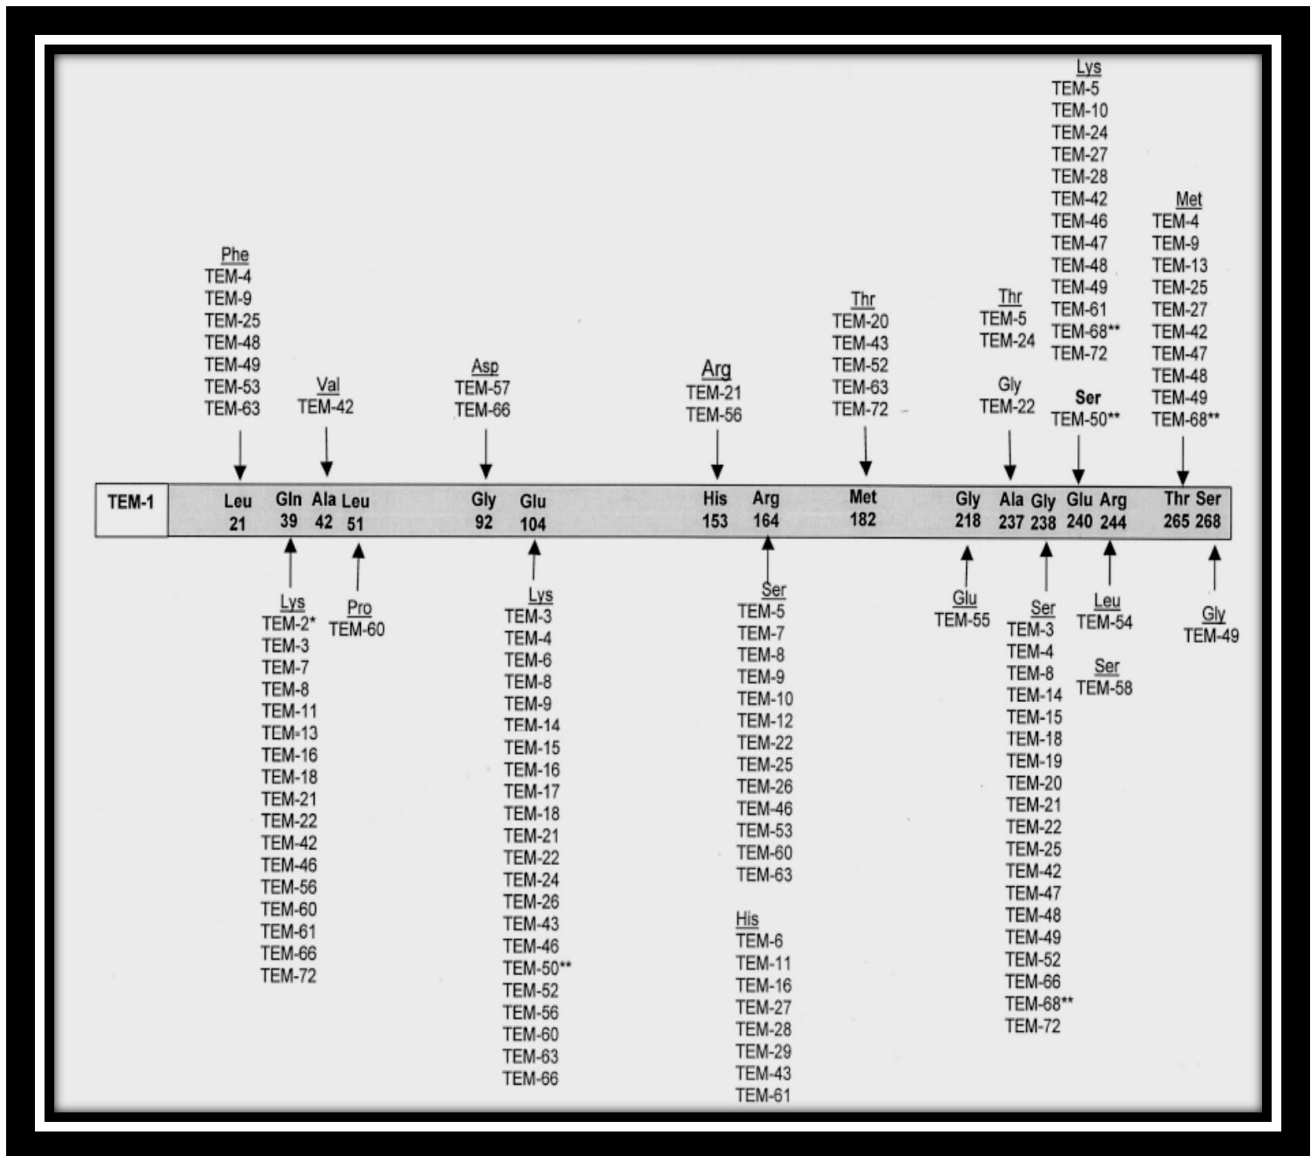 Phe
TEM-4
TEM-9
TEM-25
TEM-48
TEM-49
TEM-53
TEM-63
Val
TEM-42
Asp
TEM-57
TEM-66
Arg
TEM-21
TEM-56
Thr
TEM-20
TEM-43
TEM-52
TEM-63
TEM-72
Thr
TEM-5
TEM-24
Gly
TEM-22
Lys
TEM-5
TEM-10
TEM-24
TEM-27
TEM-28
TEM-42
TEM-46
TEM-47
TEM-48
TEM-49
TEM-61
TEM-68**
TEM-72
Ser
TEM-50**
Met
TEM-4
TEM-9
TEM-13
TEM-25
TEM-27
TEM-42
TEM-47
TEM-48
TEM-49
TEM-68**
TEM-1
Leu Gln Ala Leu Gly Glu His Arg Met Gly Ala Gly Glu Arg Thr Ser
21 39 42 51 92 104 153 164 182 218 237 238 240 244 265 268
Lys
TEM-2*
TEM-3
TEM-7
TEM-8
TEM-11
TEM-13
TEM-16
TEM-18
TEM-21
TEM-22
TEM-42
TEM-46
TEM-56
TEM-60
TEM-61
TEM-66
TEM-72
Pro
TEM-60
Lys
TEM-3
TEM-4
TEM-6
TEM-8
TEM-9
TEM-14
TEM-15
TEM-16
TEM-17
TEM-18
TEM-21
TEM-22
TEM-24
TEM-26
TEM-43
TEM-46
TEM-50**
TEM-52
TEM-56
TEM-60
TEM-63
TEM-66
Ser
TEM-5
TEM-7
TEM-8
TEM-9
TEM-10
TEM-12
TEM-22
TEM-25
TEM-26
TEM-46
TEM-53
TEM-60
TEM-63
His
TEM-6
TEM-11
TEM-16
TEM-27
TEM-28
TEM-29
TEM-43
TEM-61
Glu
TEM-55
Ser
TEM-3
TEM-4
TEM-8
TEM-14
TEM-15
TEM-18
TEM-19
TEM-20
TEM-21
TEM-22
TEM-25
TEM-42
TEM-47
TEM-48
TEM-49
TEM-52
TEM-66
TEM-68**
TEM-72
Leu
TEM-54
Ser
TEM-58
Gly
TEM-49